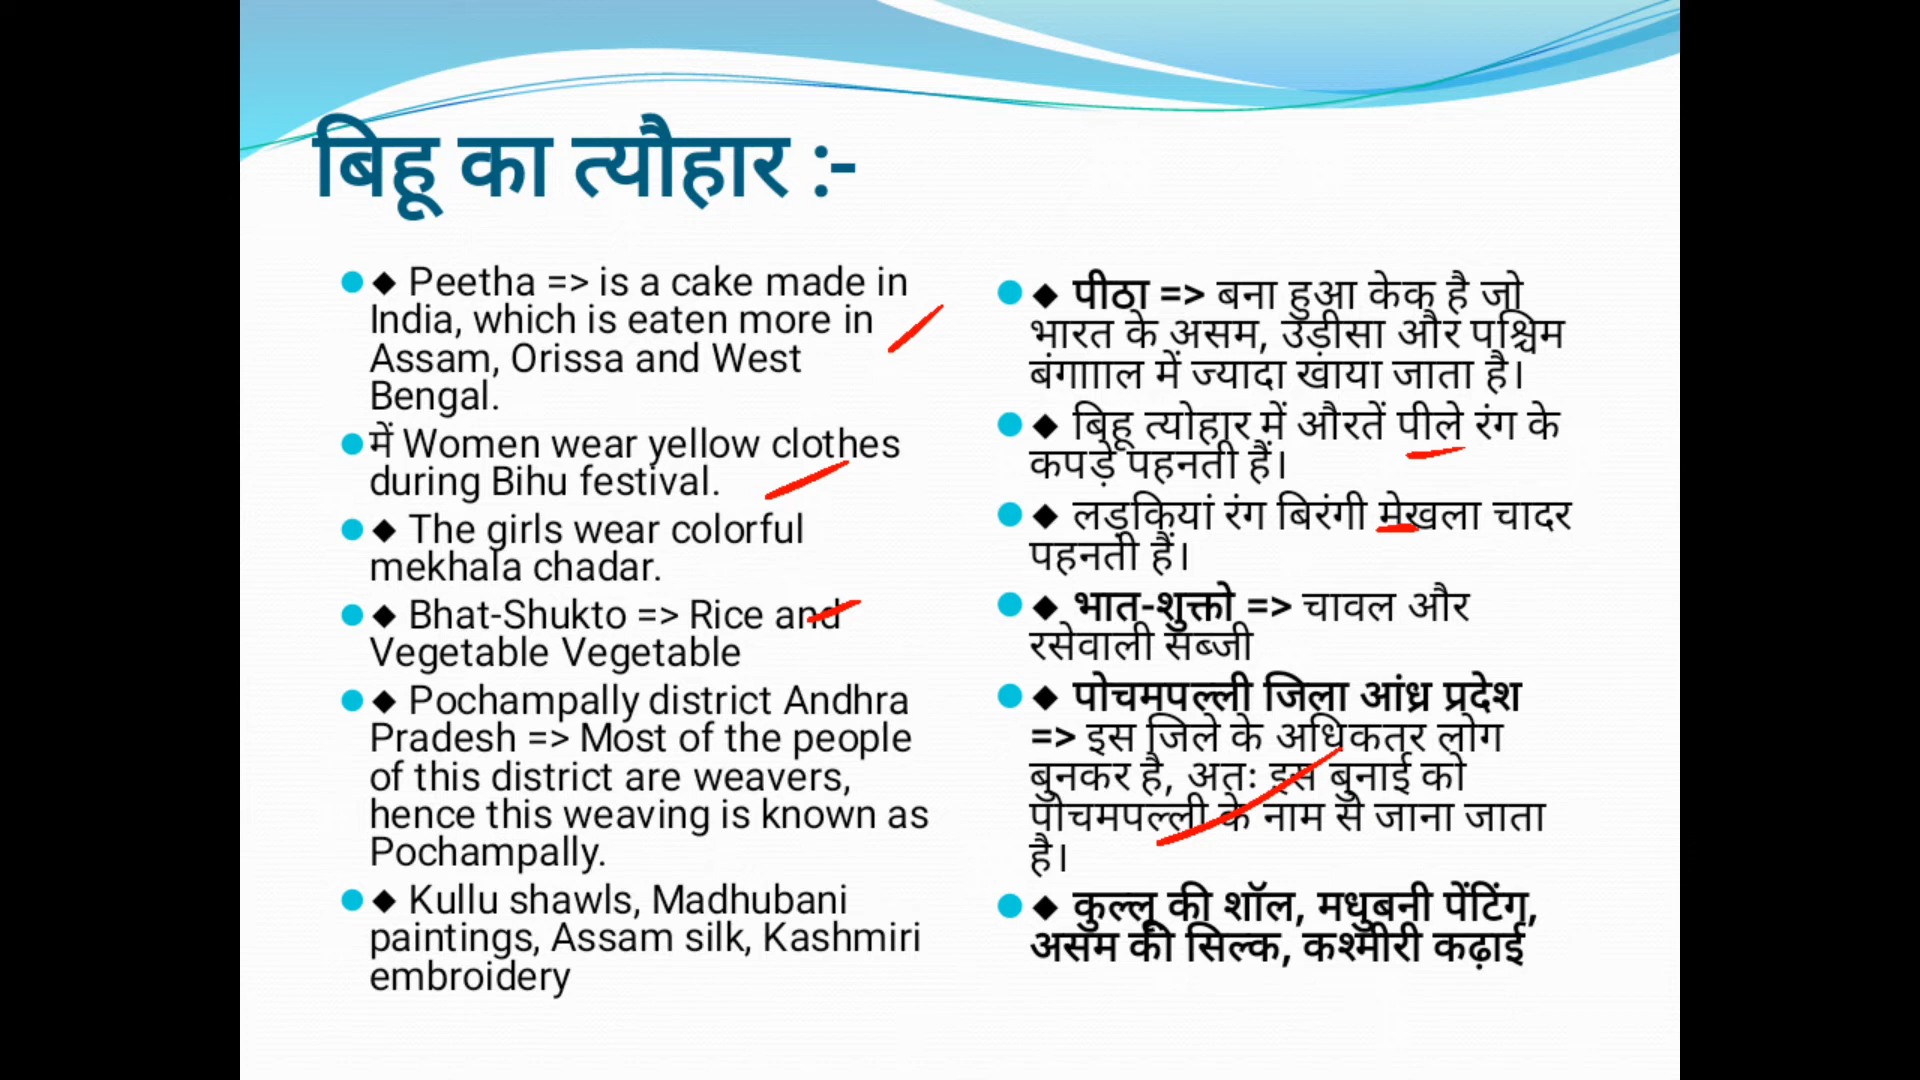 बिहू का त्यौहार :-
◆ Peetha => is a cake made in
India, which is eaten more in
Assam, Orissa and West
Bengal.
में Women wear yellow clothes
during Bihu festival.
◆ The girls wear colorful
mekhala chadar.
◆ Bhat-Shukto => Rice and
Vegetable Vegetable
◆ Pochampally district Andhra
Pradesh => Most of the people
of this district are weavers,
hence this weaving is known as
Pochampally.
◆ Kullu shawls, Madhubani
paintings, Assam silk, Kashmiri
embroidery
◆ पीठा => बना हुआ केक है जो
भारत के असम, उड़ीसा और पश्चिम
बंगाााल में ज्यादा खाया जाता है।
◆ बिहू त्योहार में औरतें पीले रंग के
कपड़े पहनती हैं।
◆ लड़कियां रंग बिरंगी मेखला चादर
पहनती हैं।
◆ भात-शुक्तो => चावल और
रसेवाली सब्जी
◆ पोचमपल्ली जिला आंध्र प्रदेश
=> इस जिले के अधिकतर लोग
बुनकर है, अतः इस बुनाई को
पोचमपल्ली के नाम से जाना जाता
है।
◆ कुल्लू की शॉल, मधुबनी पेंटिंग,
असम की सिल्क, कश्मीरी कढ़ाई